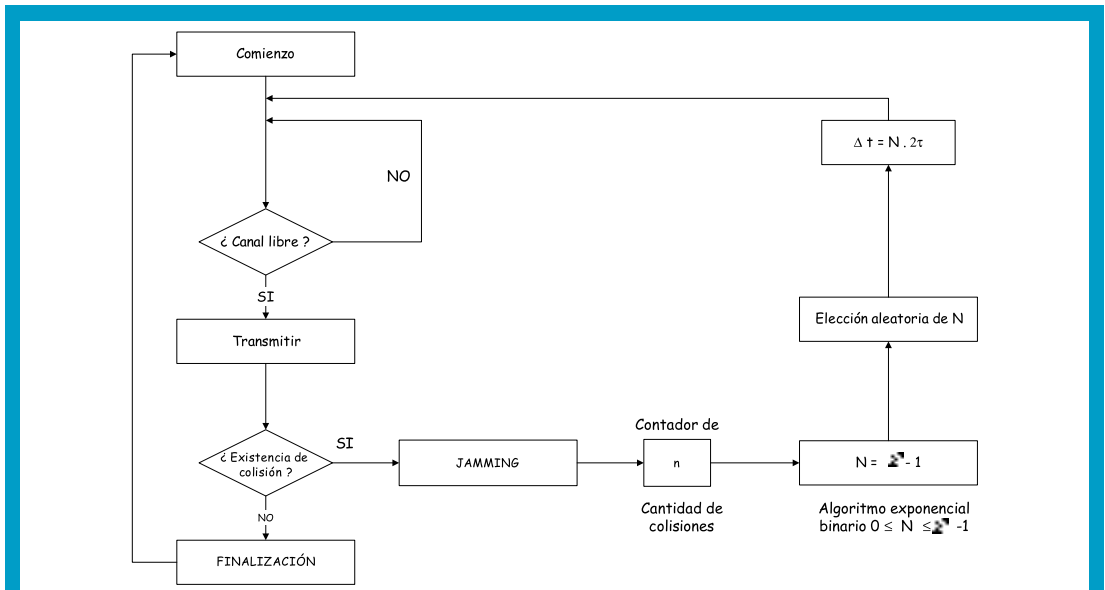 Comienzo
Δ t = N . 2τ
NO
¿ Canal libre ?
SI
Elección aleatoria de N
Transmitir
Contador de
SI
¿ Existencia de
colisión ?
JAMMING
n
N = - 1
Cantidad de
colisiones
Algoritmo exponencial
binario 0 ≤ N ≤ -1
NO
FINALIZACIÓN